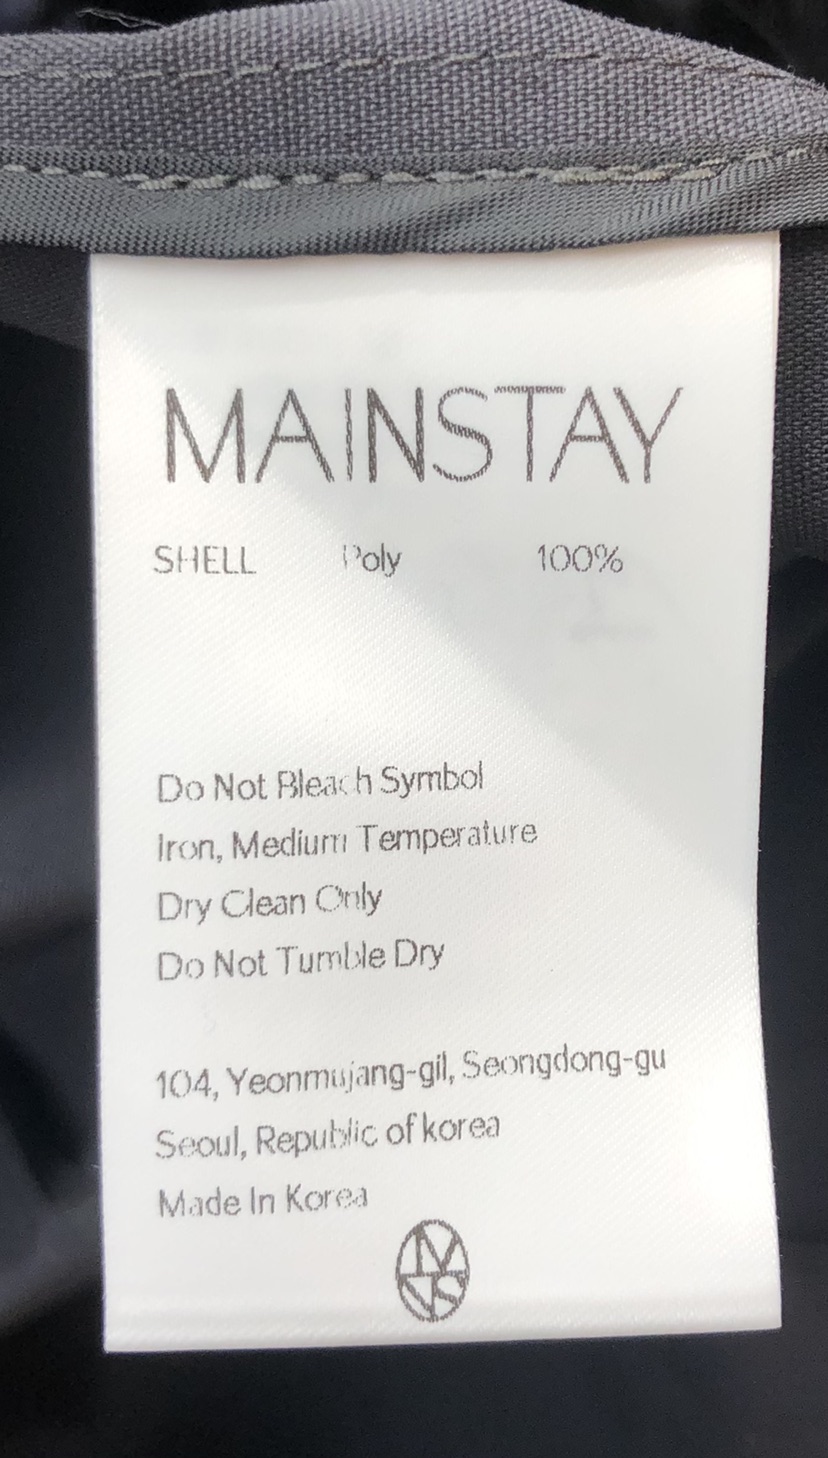 MAINSTAY
SHELL Poly 100%
Do Not Bleach Symbol
Iron, Medium Temperature
Dry Clean Only
Do Not Tumble Dry
104, Yeonmujang-gil, Seongdong-gu
Seoul, Republic of korea
Made In Korea